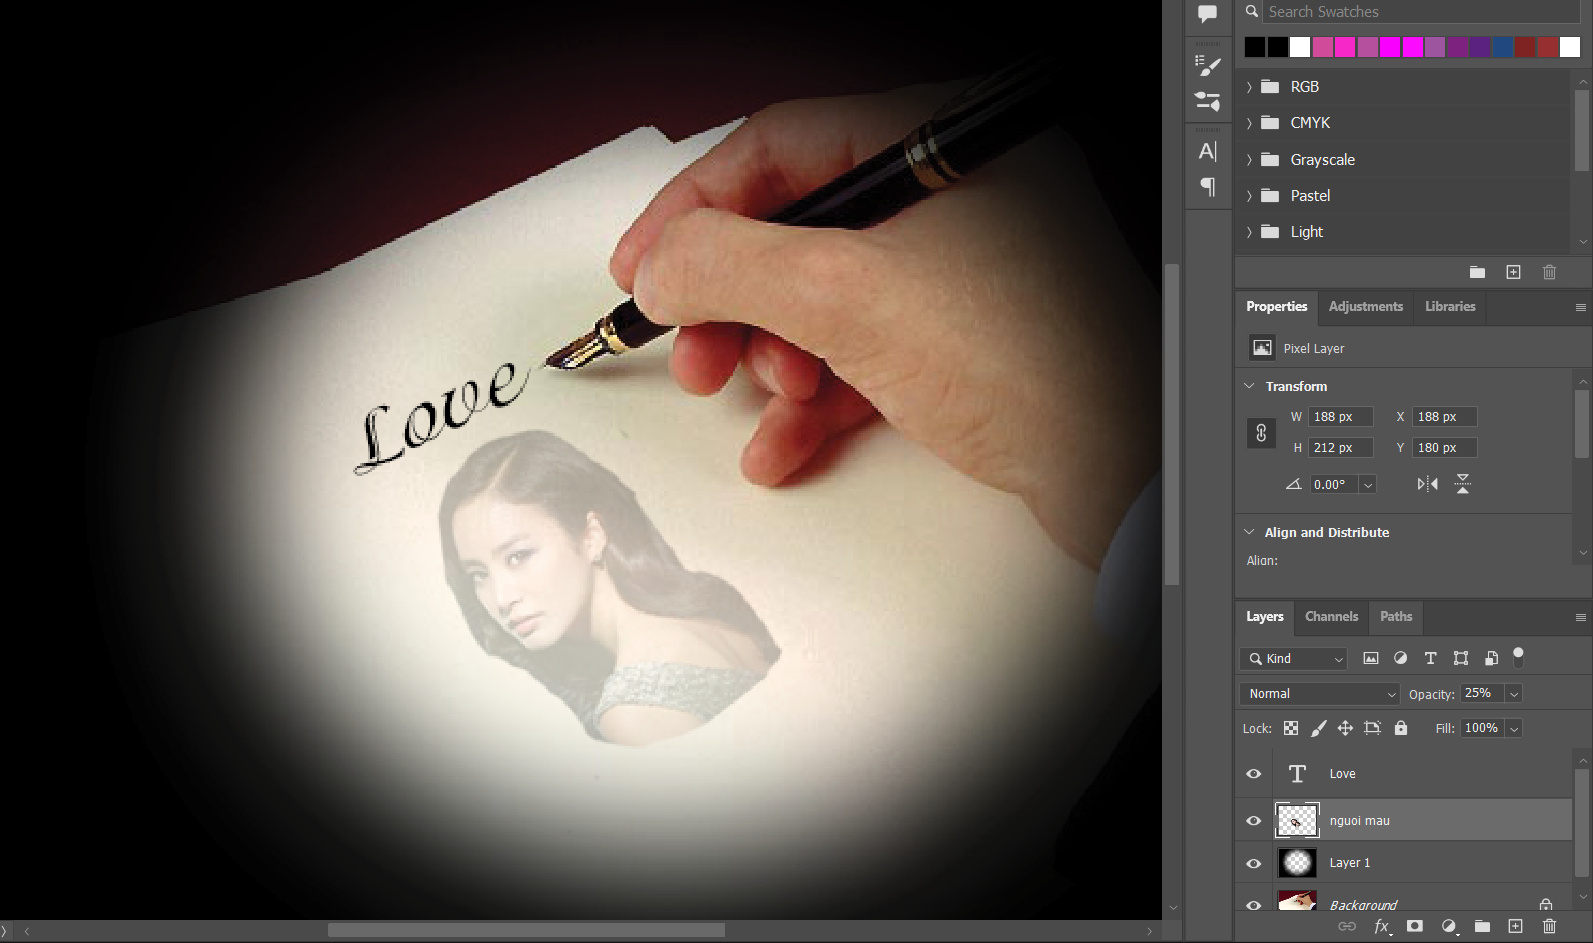 Search Swatches
RGB
CMYK
Grayscale
Pastel
Light
Properties
Adjustments
Libraries
Pixel Layer
Transform
W 188 px X 188 px
H 212 px Y 180 px
0.00°
Align and Distribute
Align:
Love
Layers
Channels
Paths
Kind
Normal
Opacity: 25%
Lock:
Fill: 100%
Love
nguoi mau
Layer 1
Background
fx